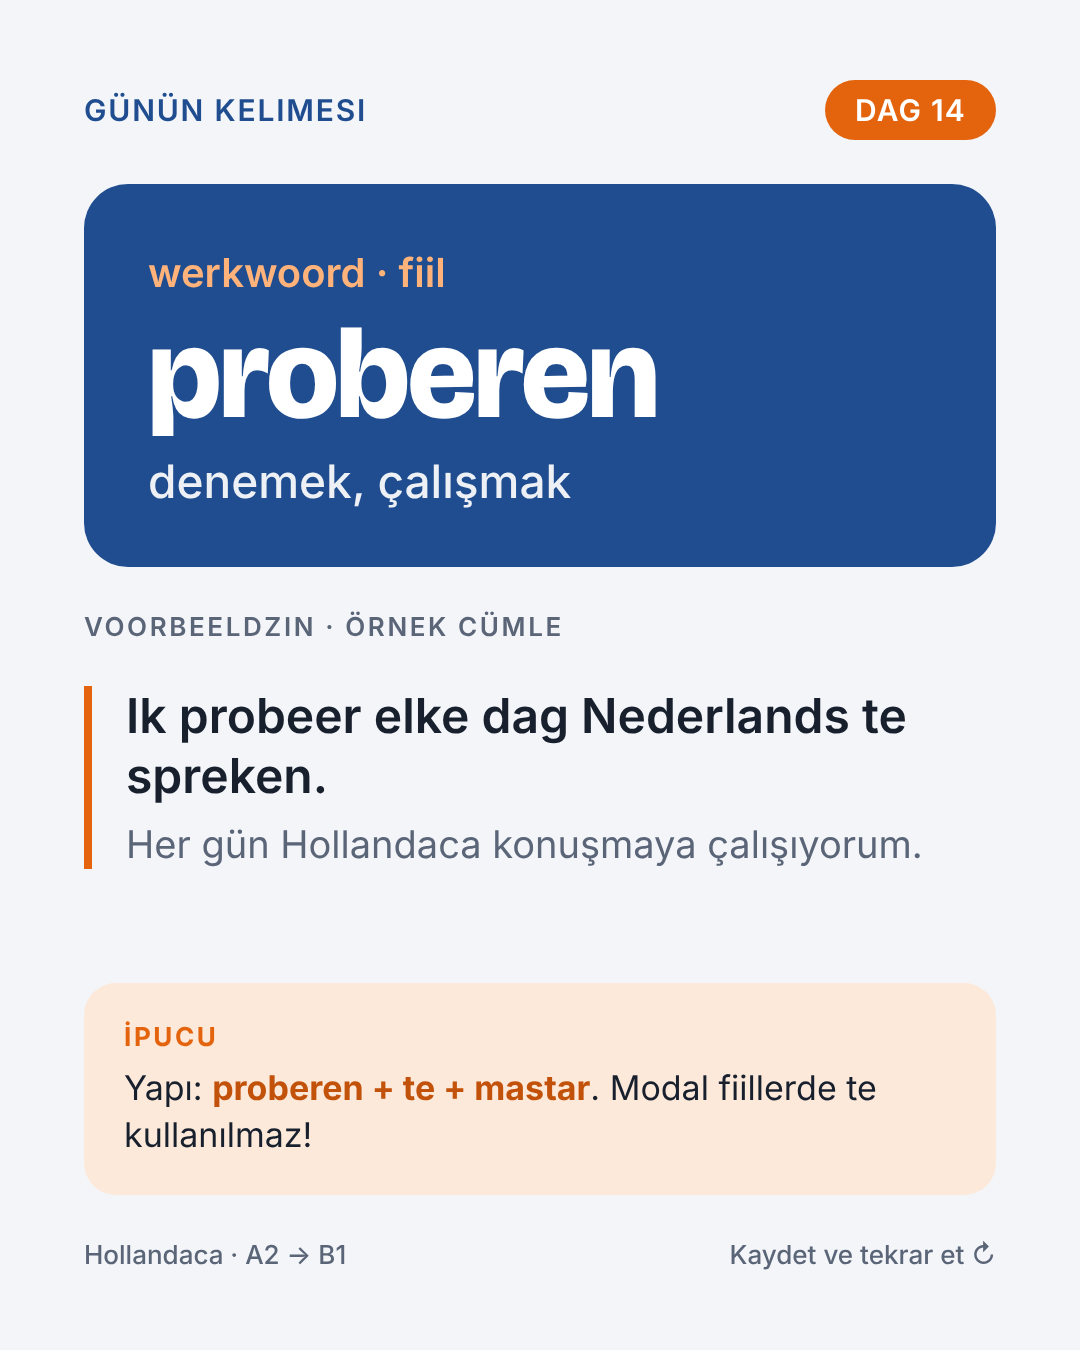 GÜNÜN KELIMESI
DAG 14
werkwoord · fiil
proberen
denemek, çalışmak
VOORBEELDZIN · ÖRNEK CÜMLE
Ik probeer elke dag Nederlands te
spreken.
Her gün Hollandaca konuşmaya çalışıyorum.
İPUCU
Yapı: proberen + te + mastar. Modal fiillerde te
kullanılmaz!
Hollandaca · A2 → B1
Kaydet ve tekrar et ↻